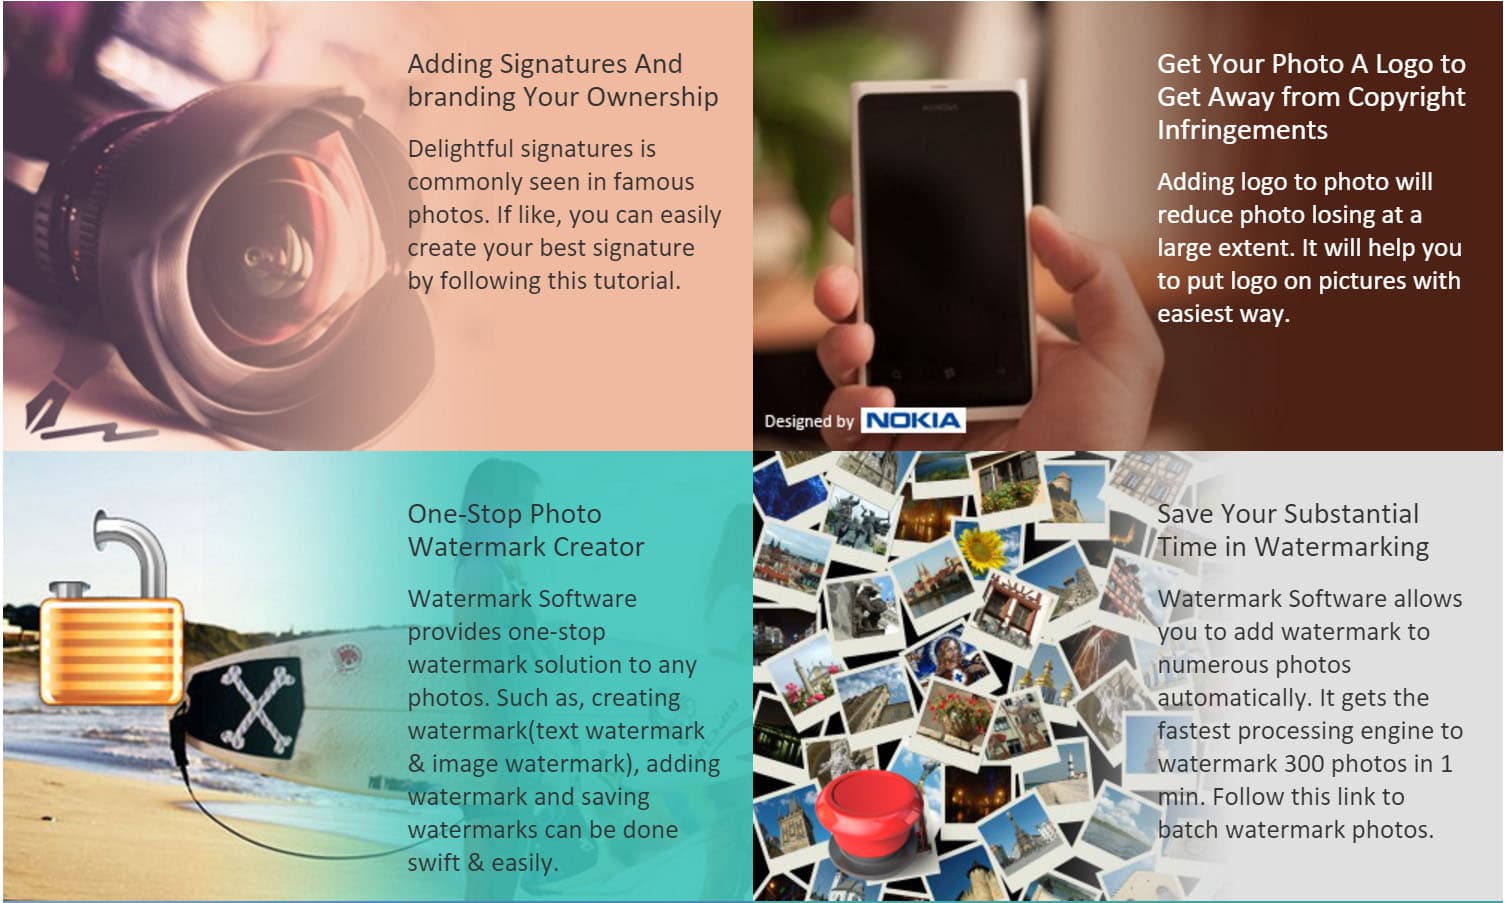 Adding Signatures And
branding Your Ownership
Delightful signatures is
commonly seen in famous
photos. If like, you can easily
create your best signature
by following this tutorial.
Get Your Photo A Logo to
Get Away from Copyright
Infringements
Adding logo to photo will
reduce photo losing at a
large extent. It will help you
to put logo on pictures with
easiest way.
NOKIA
Designed by NOKIA
One-Stop Photo
Watermark Creator
Watermark Software
provides one-stop
watermark solution to any
photos. Such as, creating
watermark(text watermark
& image watermark), adding
watermark and saving
watermarks can be done
swift & easily.
Save Your Substantial
Time in Watermarking
Watermark Software allows
you to add watermark to
numerous photos
automatically. It gets the
fastest processing engine to
watermark 300 photos in 1
min. Follow this link to
batch watermark photos.